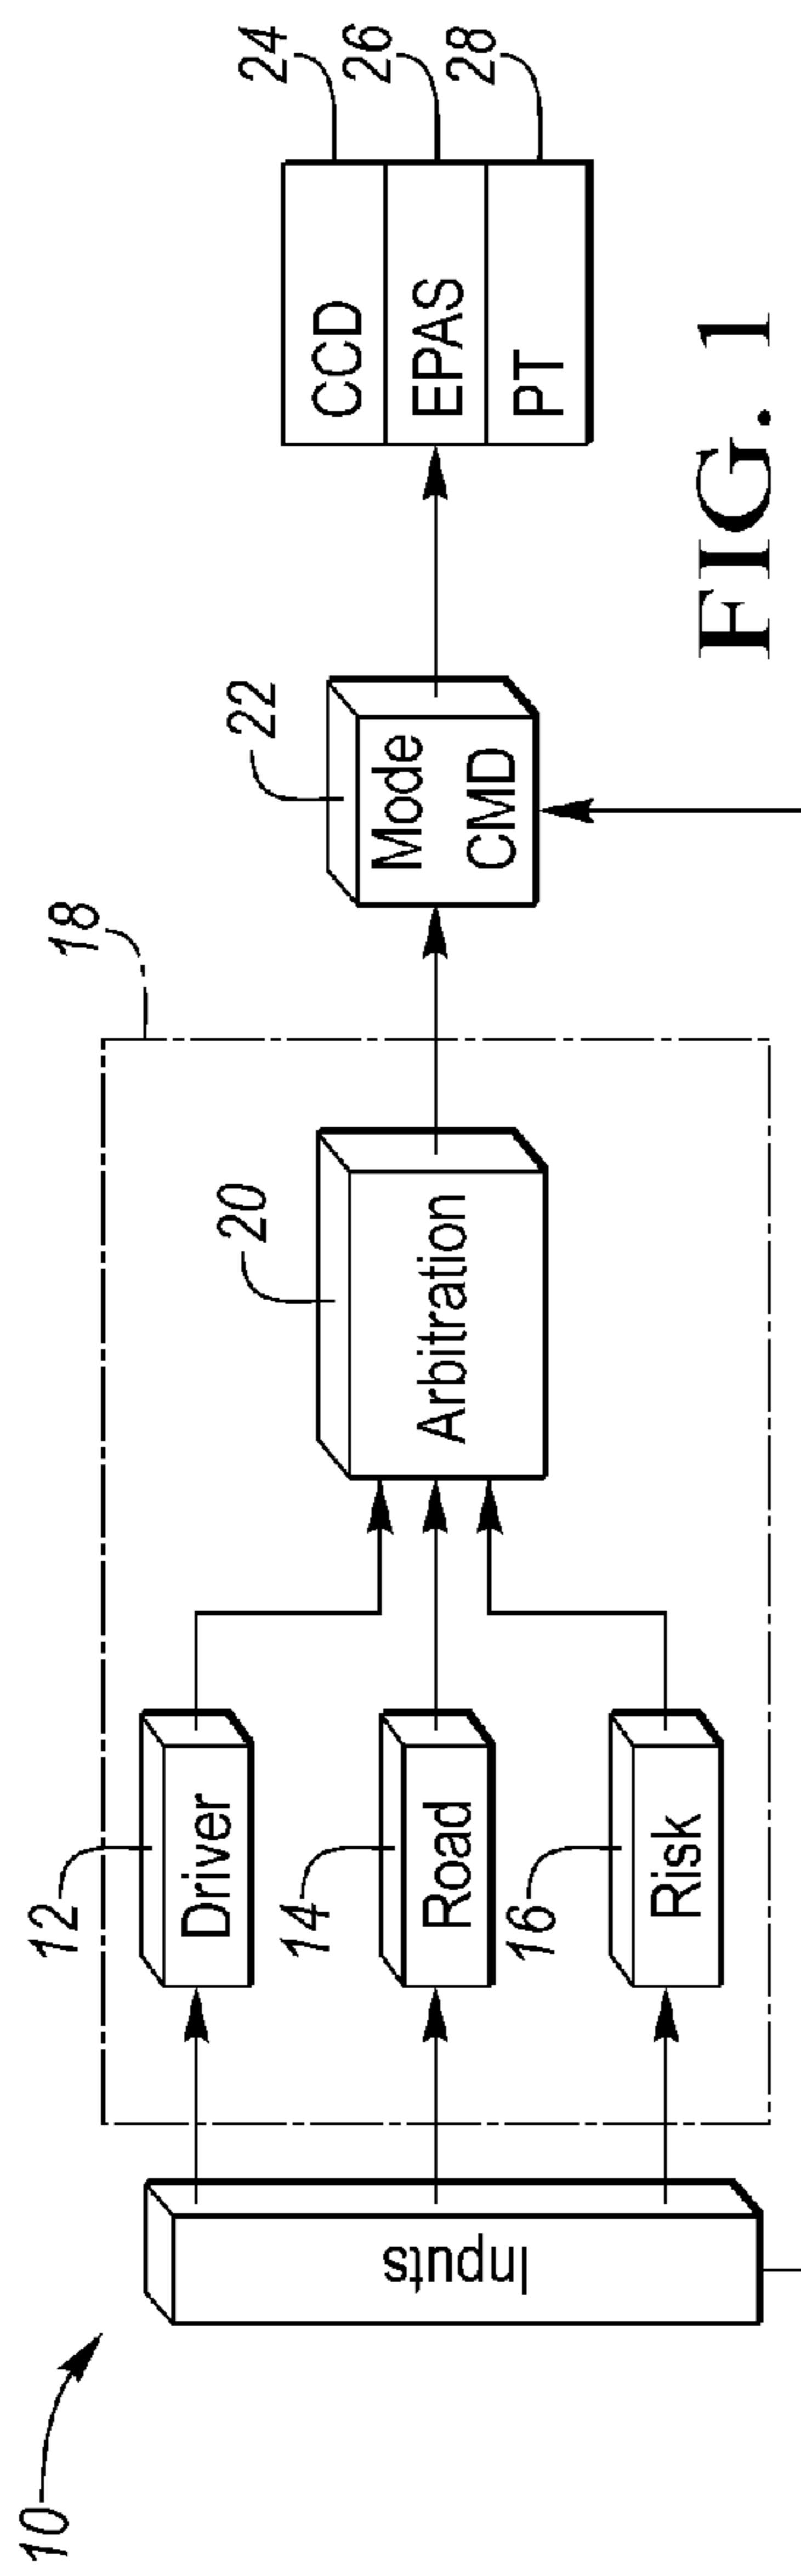 10
Inputs
12
Driver
14
Road
16
Risk
18
20
Arbitration
22
Mode
CMD
CCD
24
EPAS
26
PT
28
FIG. 1